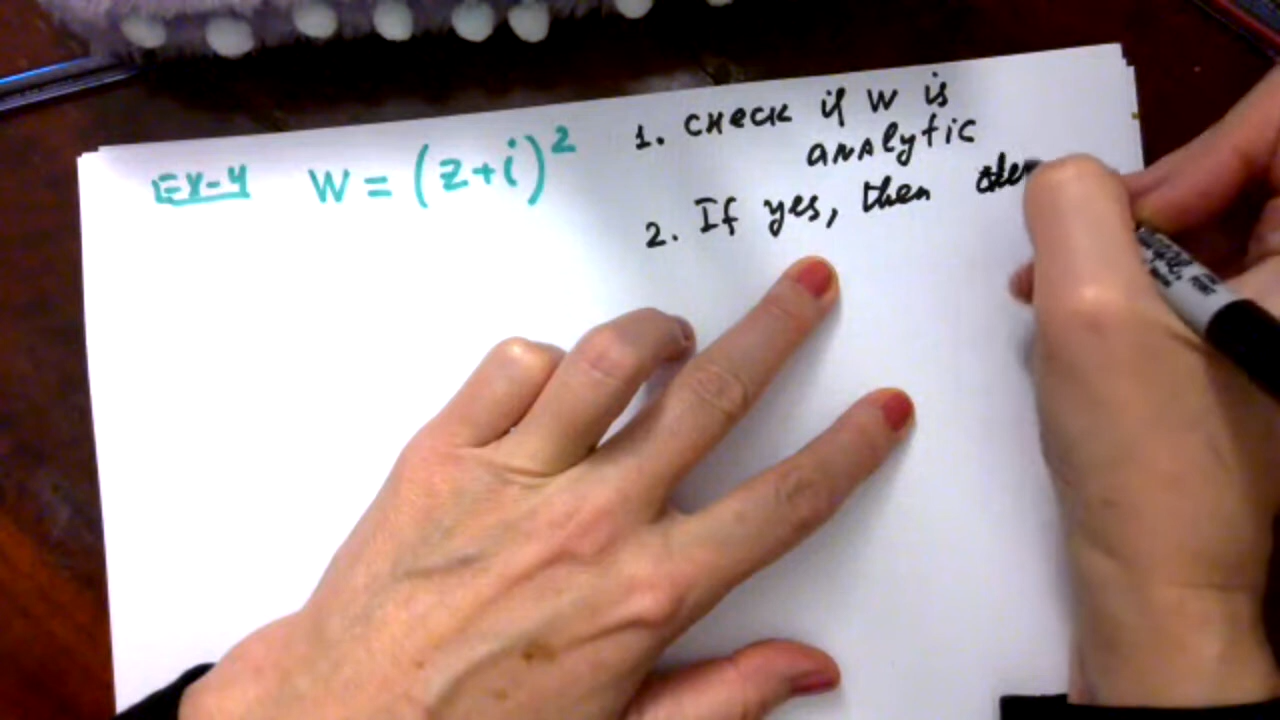 Ex-4 W = (z+i)²
1. Check if W is
analytic
2. If yes, then